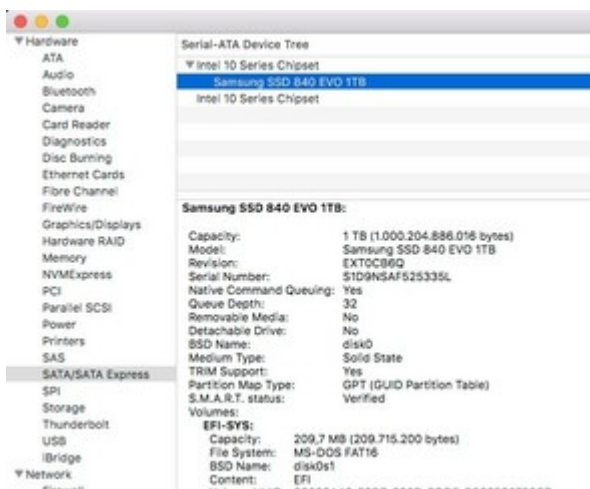 Hardware
ATA
Audio
Bluetooth
Camera
Card Reader
Diagnostics
Disc Burning
Ethernet Cards
Fibre Channel
FireWire
Graphics/Displays
Hardware RAID
Memory
NVMExpress
PCI
Parallel SCSI
Power
Printers
SAS
SATA/SATA Express
SPI
Storage
Thunderbolt
USB
iBridge
Network
Serial-ATA Device Tree
Intel 10 Series Chipset
Samsung SSD 840 EVO 1TB
Intel 10 Series Chipset
Samsung SSD 840 EVO 1TB:
Capacity: 1 TB (1.000.204.886.016 bytes)
Model: Samsung SSD 840 EVO 1TB
Revision: EXT0CB6Q
Serial Number: S1D9NSAF525335L
Native Command Queuing: Yes
Queue Depth: 32
Removable Media: No
Detachable Drive: No
BSD Name: disk0
Medium Type: Solid State
TRIM Support: Yes
Partition Map Type: GPT (GUID Partition Table)
S.M.A.R.T. status: Verified
Volumes:
EFI-SYS:
Capacity: 209,7 MB (209.715.200 bytes)
File System: MS-DOS FAT16
BSD Name: disk0s1
Content: EFI